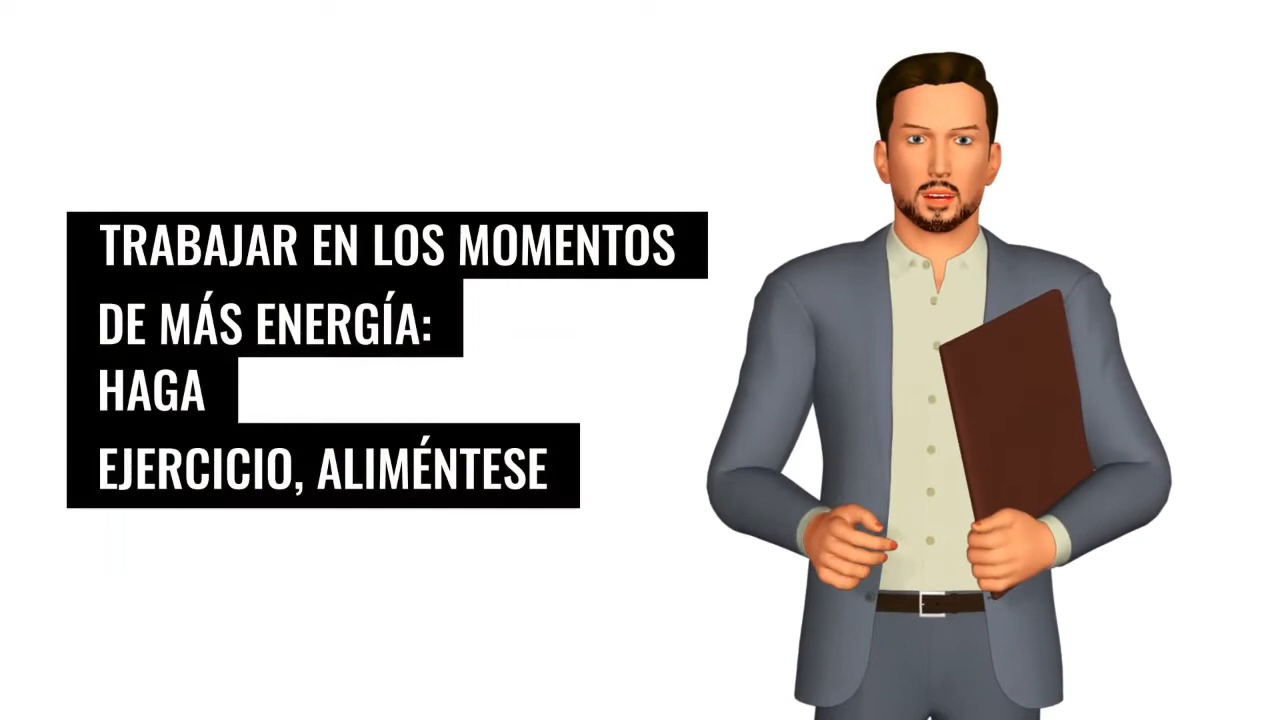 TRABAJAR EN LOS MOMENTOS
DE MÁS ENERGÍA:
HAGA
EJERCICIO, ALIMÉNTESE